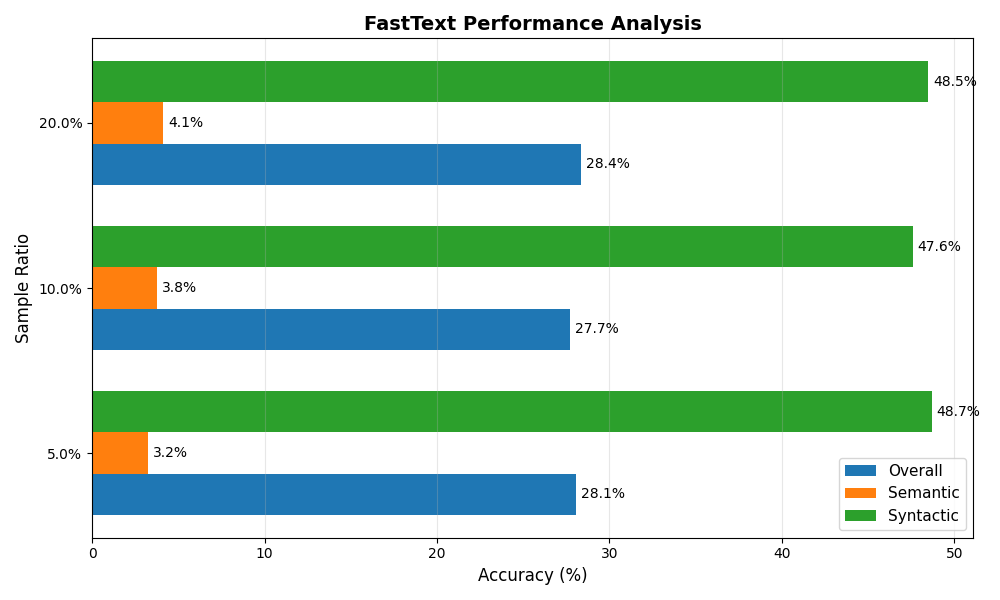 FastText Performance Analysis
Sample Ratio
20.0%
48.5%
4.1%
28.4%
10.0%
47.6%
3.8%
27.7%
5.0%
48.7%
3.2%
28.1%
Overall
Semantic
Syntactic
0 10 20 30 40 50
Accuracy (%)